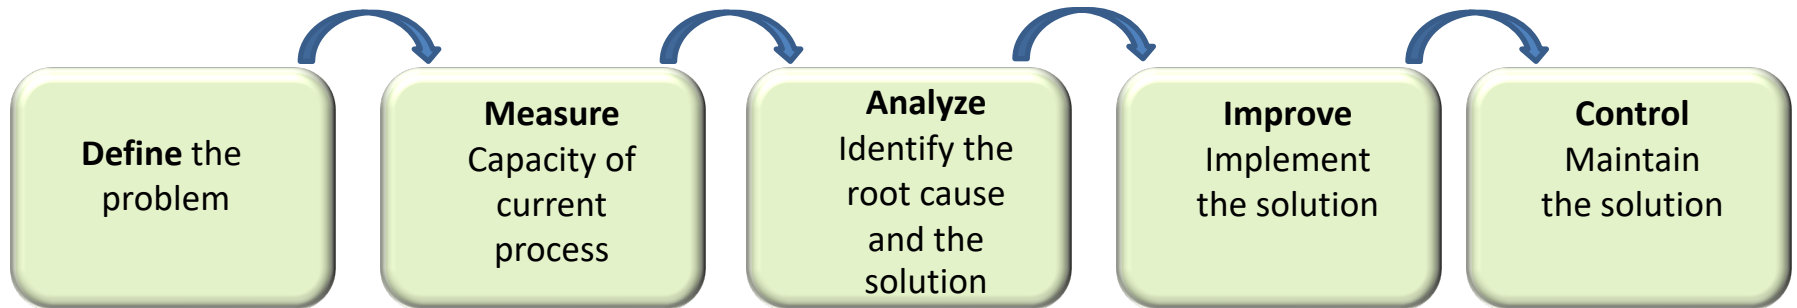 Define the
problem
Measure
Capacity of
current
process
Analyze
Identify the
root cause
and the
solution
Improve
Implement
the solution
Control
Maintain
the solution